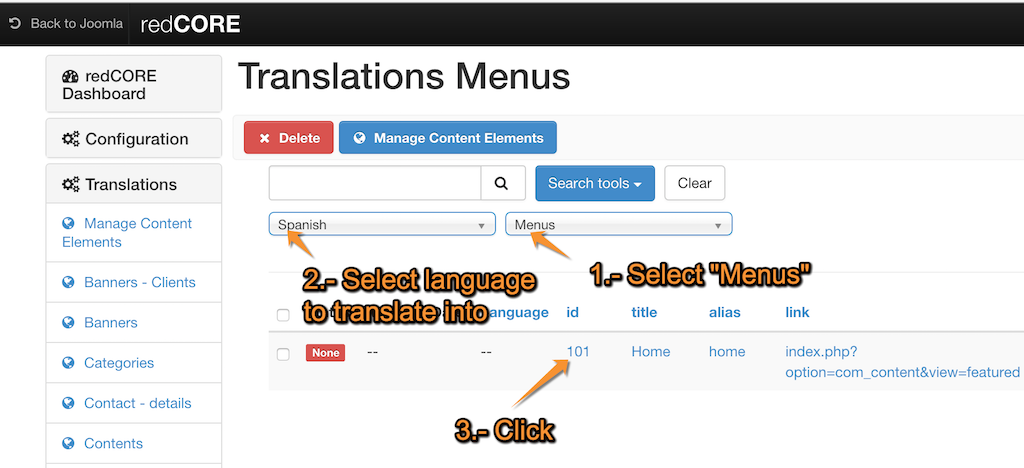 Back to Joomla redCORE
redCORE
Dashboard
Configuration
Translations
Manage Content
Elements
Banners - Clients
Banners
Categories
Contact - details
Contents
Translations Menus
Delete Manage Content Elements
Search tools Clear
Spanish Menus
2.- Select language
to translate into
1.- Select "Menus"
anguage id title alias link
None -- -- 101 Home home index.php?
option=com_content&view=featured
3.- Click